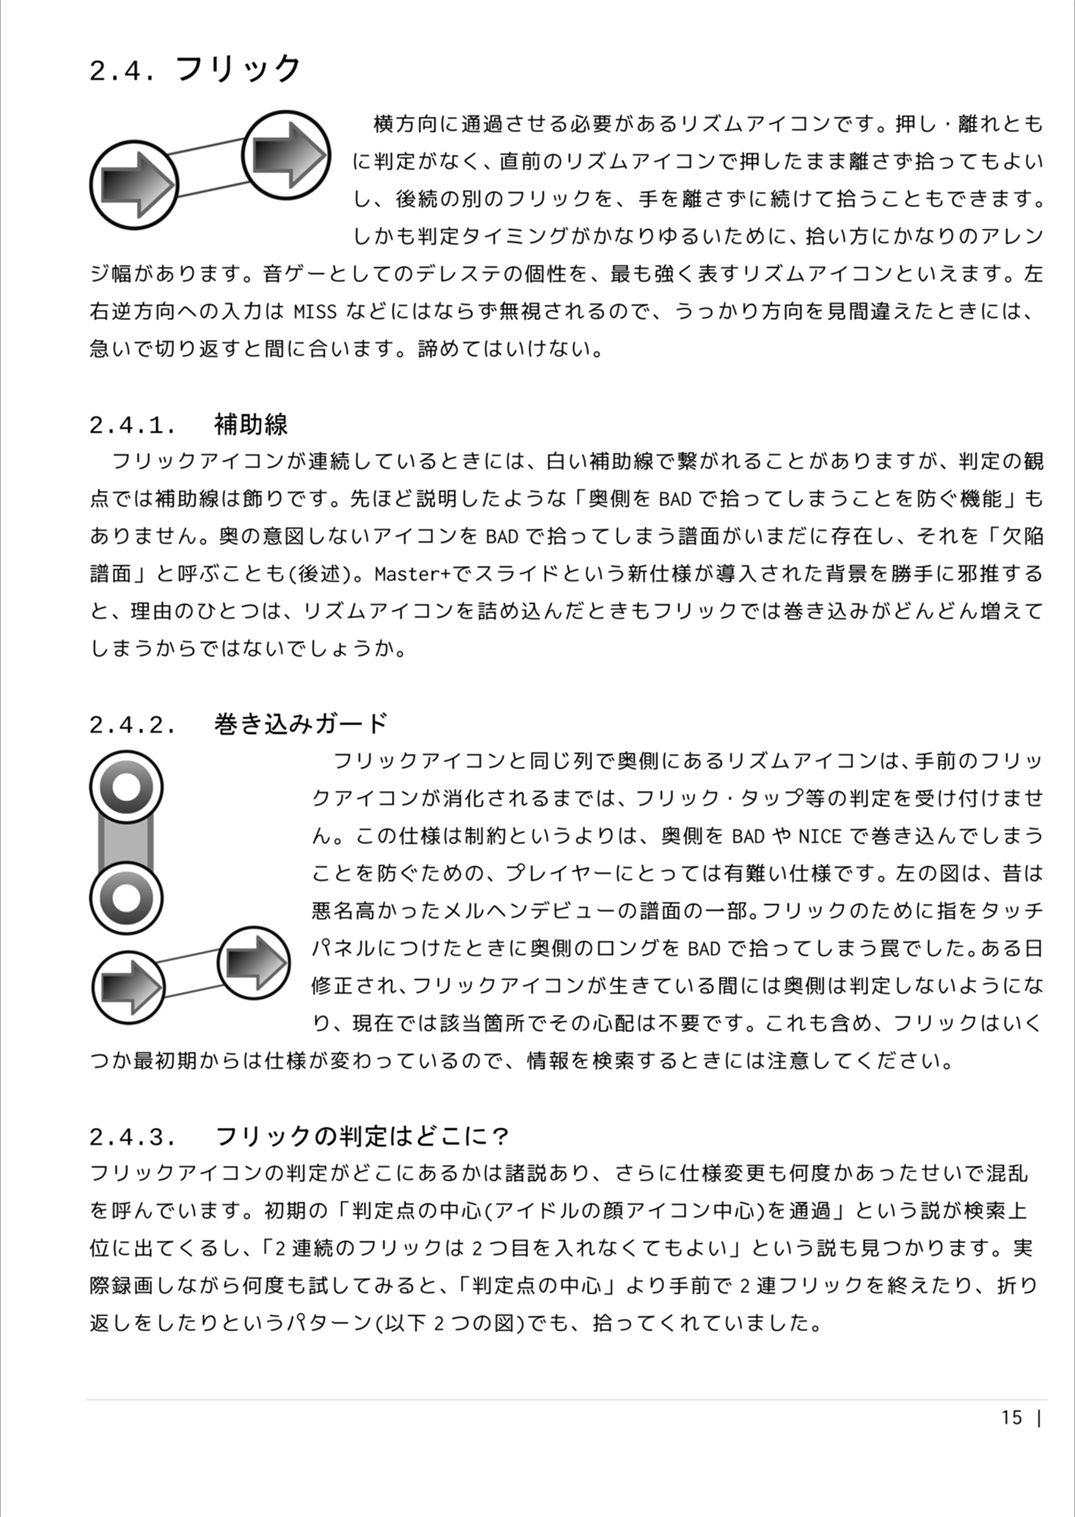 2.4. フリック
横方向に通過させる必要があるリズムアイコンです。押し・離れとも
に判定がなく、直前のリズムアイコンで押したまま離さず拾ってもよい
し、後続の別のフリックを、手を離さずに続けて拾うこともできます。
しかも判定タイミングがかなりゆるいために、拾い方にかなりのアレン
ジ幅があります。音ゲーとしてのデレステの個性を、最も強く表すリズムアイコンといえます。左
右逆方向への入力は MISS などにはならず無視されるので、うっかり方向を見間違えたときには、
急いで切り返すと間に合います。諦めてはいけない。
2.4.1. 補助線
フリックアイコンが連続しているときには、白い補助線で繋がれることがありますが、判定の観
点では補助線は飾りです。先ほど説明したような「奥側を BAD で拾ってしまうことを防ぐ機能」も
ありません。奥の意図しないアイコンを BAD で拾ってしまう譜面がいまだに存在し、それを「欠陥
譜面」と呼ぶことも(後述)。Master+でスライドという新仕様が導入された背景を勝手に邪推する
と、理由のひとつは、リズムアイコンを詰め込んだときもフリックでは巻き込みがどんどん増えて
しまうからではないでしょうか。
2.4.2. 巻き込みガード
フリックアイコンと同じ列で奥側にあるリズムアイコンは、手前のフリッ
クアイコンが消化されるまでは、フリック・タップ等の判定を受け付けませ
ん。この仕様は制約というよりは、奥側を BAD や NICE で巻き込んでしまう
ことを防ぐための、プレイヤーにとっては有難い仕様です。左の図は、昔は
悪名高かったメルヘンデビューの譜面の一部。フリックのために指をタッチ
パネルにつけたときに奥側のロングを BAD で拾ってしまう罠でした。ある日
修正され、フリックアイコンが生きている間には奥側は判定しないようにな
り、現在では該当箇所でその心配は不要です。これも含め、フリックはいく
つか最初期からは仕様が変わっているので、情報を検索するときには注意してください。
2.4.3. フリックの判定はどこに？
フリックアイコンの判定がどこにあるかは諸説あり、さらに仕様変更も何度かあったせいで混乱
を呼んでいます。初期の「判定点の中心(アイドルの顔アイコン中心)を通過」という説が検索上
位に出てくるし、「2 連続のフリックは 2 つ目を入れなくてもよい」という説も見つかります。実
際録画しながら何度も試してみると、「判定点の中心」より手前で 2 連フリックを終えたり、折り
返しをしたりというパターン(以下 2 つの図)でも、拾ってくれていました。
15 |